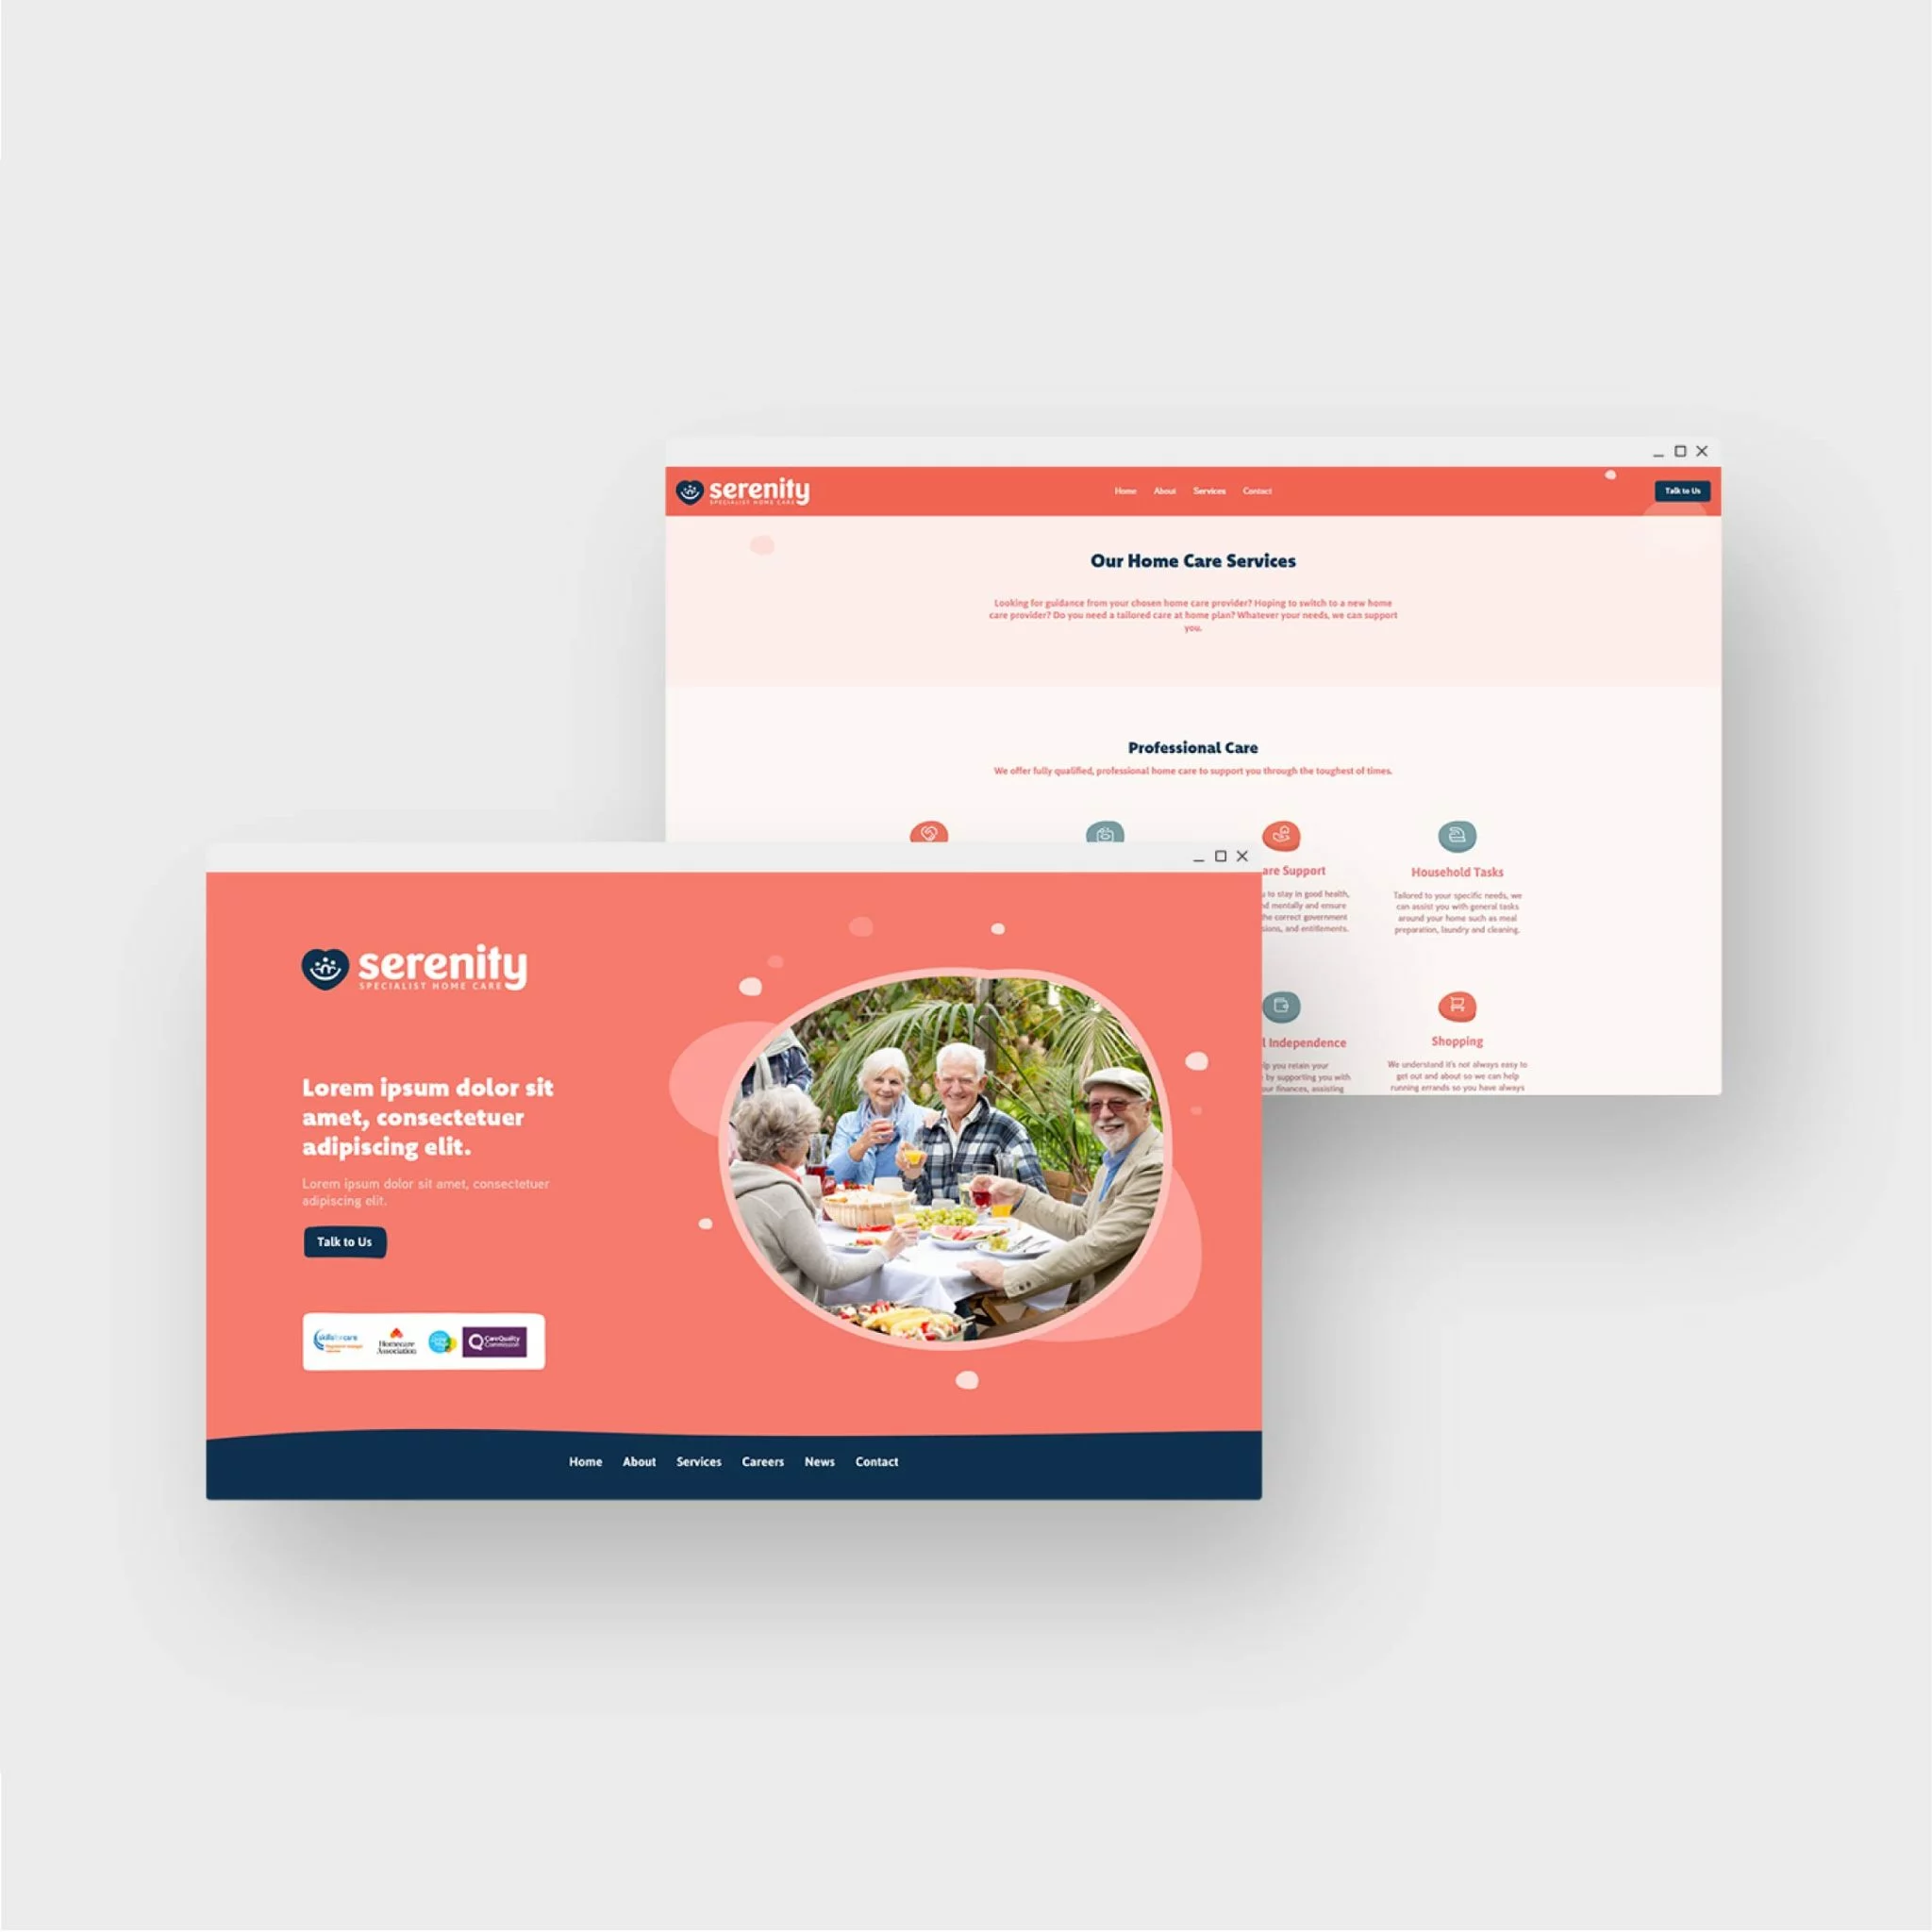 serenity
SPECIALIST HOME CARE
Home About Services Contact
Talk to Us
Our Home Care Services
Looking for guidance from your chosen home care provider? Hoping to switch to a new home
care provider? Do you need a tailored care at home plan? Whatever your needs, we can support
you.
Professional Care
We offer fully qualified, professional home care to support you through the toughest of times.
are Support
to stay in good health,
d mentally and ensure
he correct government
sions, and entitlements.
Household Tasks
Tailored to your specific needs, we
can assist you with general tasks
around your home such as meal
preparation, laundry and cleaning.
l Independence
lp you retain your
by supporting you with
ur finances, assisting
Shopping
We understand it's not always easy to
get out and about so we can help
running errands so you have always
serenity
SPECIALIST HOME CARE
Lorem ipsum dolor sit
amet, consectetuer
adipiscing elit.
Lorem ipsum dolor sit amet, consectetuer
adipiscing elit.
Talk to Us
skillsforcare
Homecare
Association
CareQuality
Commission
Home About Services Careers News Contact